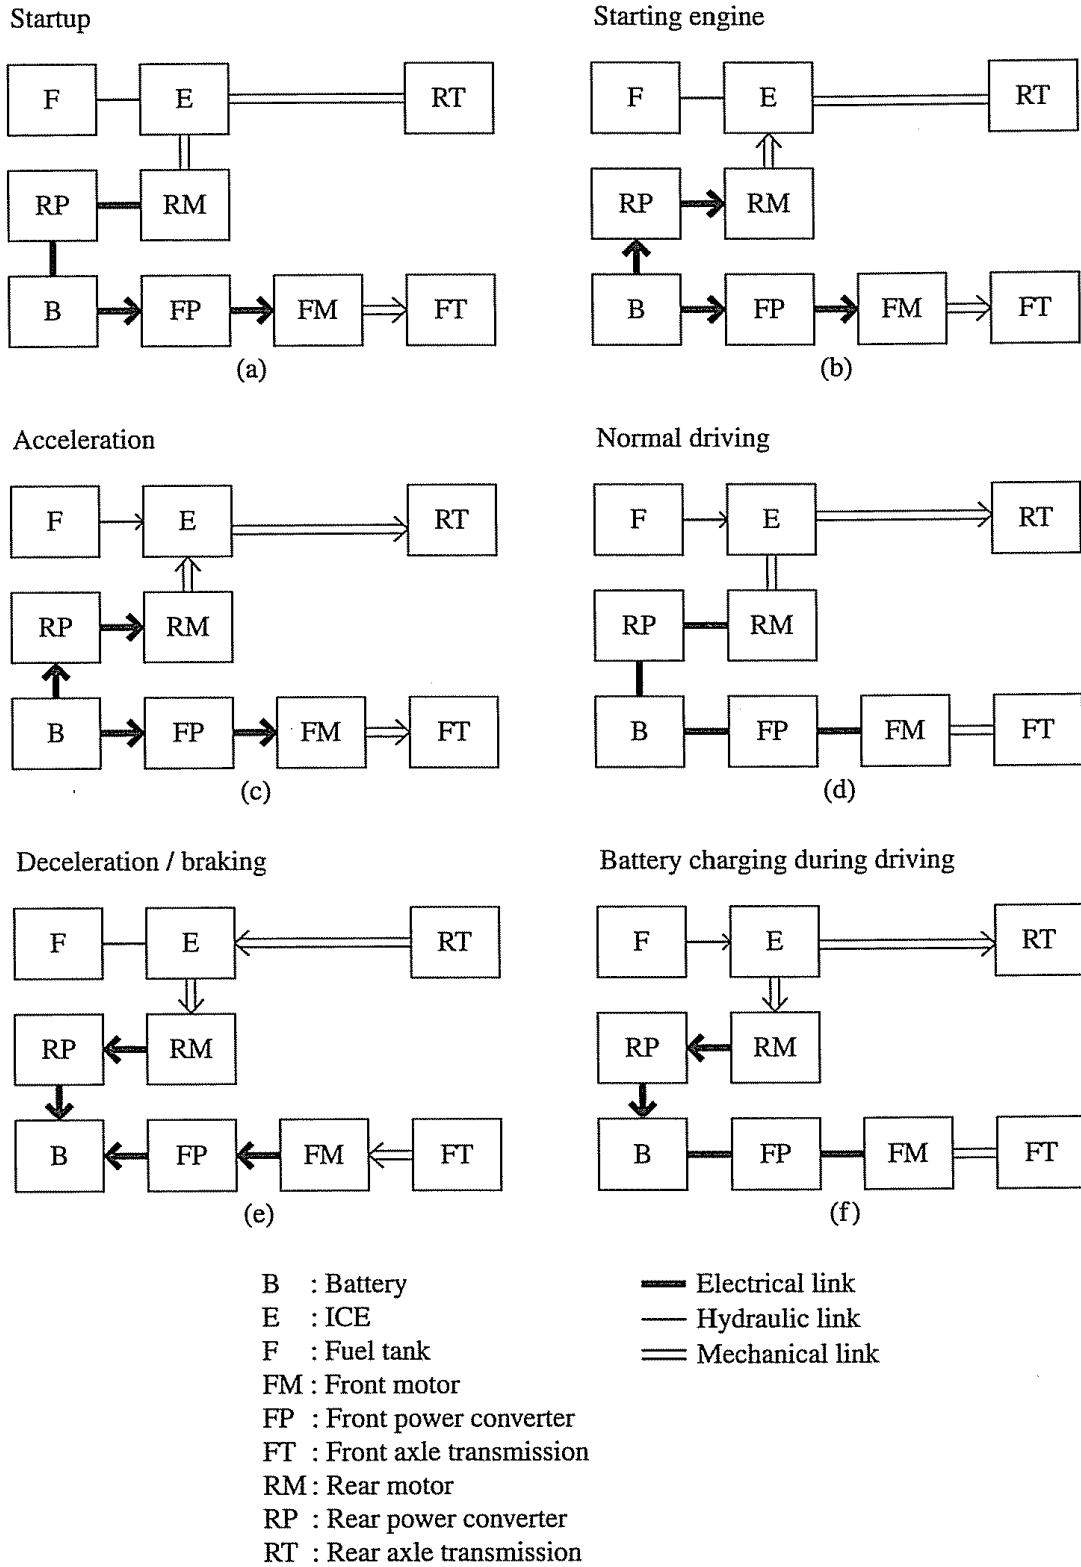 Startup
Starting engine
F E RT
F E RT
RP RM
RP RM
B FP FM FT
B FP FM FT
(a)
(b)
Acceleration
Normal driving
F E RT
F E RT
RP RM
RP RM
B FP FM FT
B FP FM FT
(c)
(d)
Deceleration / braking
Battery charging during driving
F E RT
F E RT
RP RM
RP RM
B FP FM FT
B FP FM FT
(e)
(f)
B : Battery
E : ICE
F : Fuel tank
FM : Front motor
FP : Front power converter
FT : Front axle transmission
RM : Rear motor
RP : Rear power converter
RT : Rear axle transmission
Electrical link
Hydraulic link
Mechanical link